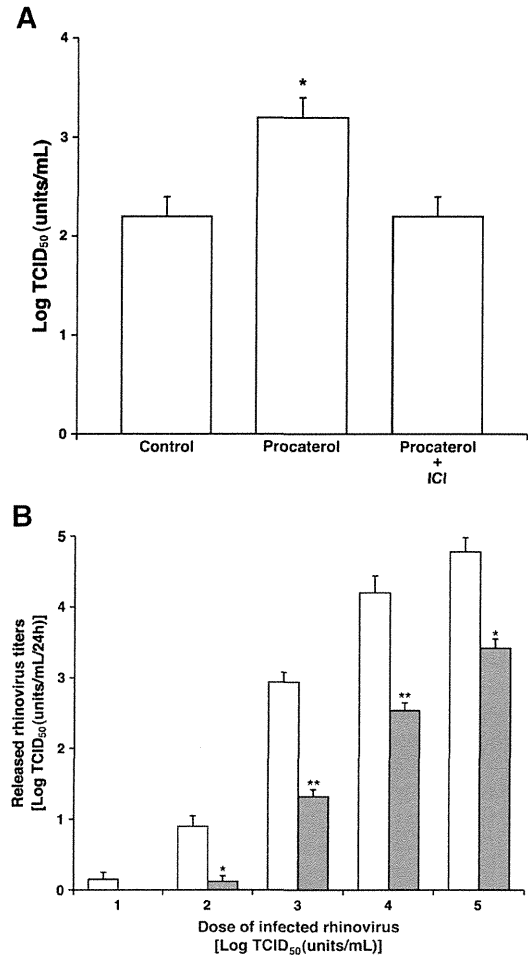 A
Log TCID50 (units/mL)
4
3
2
1
0
*
Control
Procaterol
Procaterol
+
ICI
B
Released rhinovirus titers
[Log TCID50 (units/mL/24h)]
5
4
3
2
1
0
*
**
**
*
1 2 3 4 5
Dose of infected rhinovirus
[Log TCID50 (units/mL)]